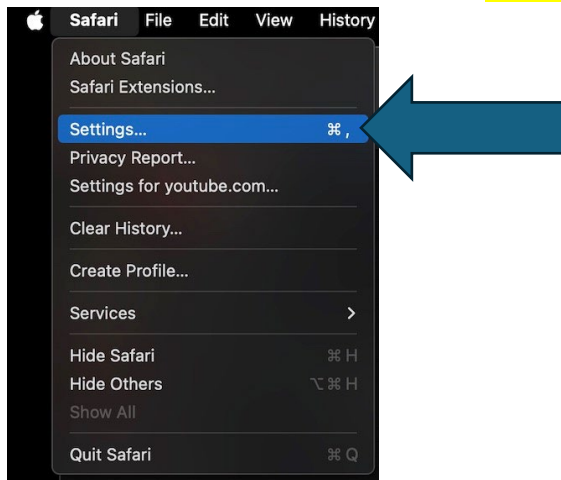 Safari File Edit View History
About Safari
Safari Extensions...
Settings... ⌘ ,
Privacy Report...
Settings for youtube.com...
Clear History...
Create Profile...
Services
Hide Safari ⌘ H
Hide Others ⌥ ⌘ H
Show All
Quit Safari ⌘ Q